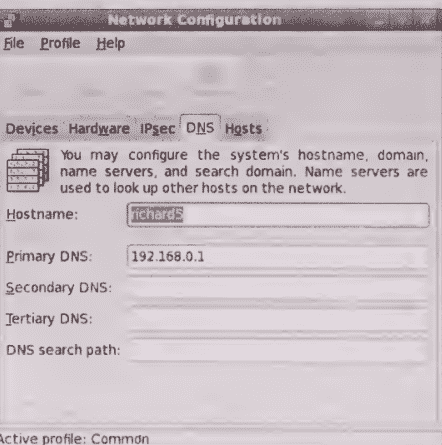 Network Configuration
File Profile Help
Devices Hardware IPsec DNS Hosts
You may configure the system's hostname, domain,
name servers, and search domain. Name servers are
used to look up other hosts on the network.
Hostname: richard5
Primary DNS: 192.168.0.1
Secondary DNS:
Tertiary DNS:
DNS search path:
Active profile: Common